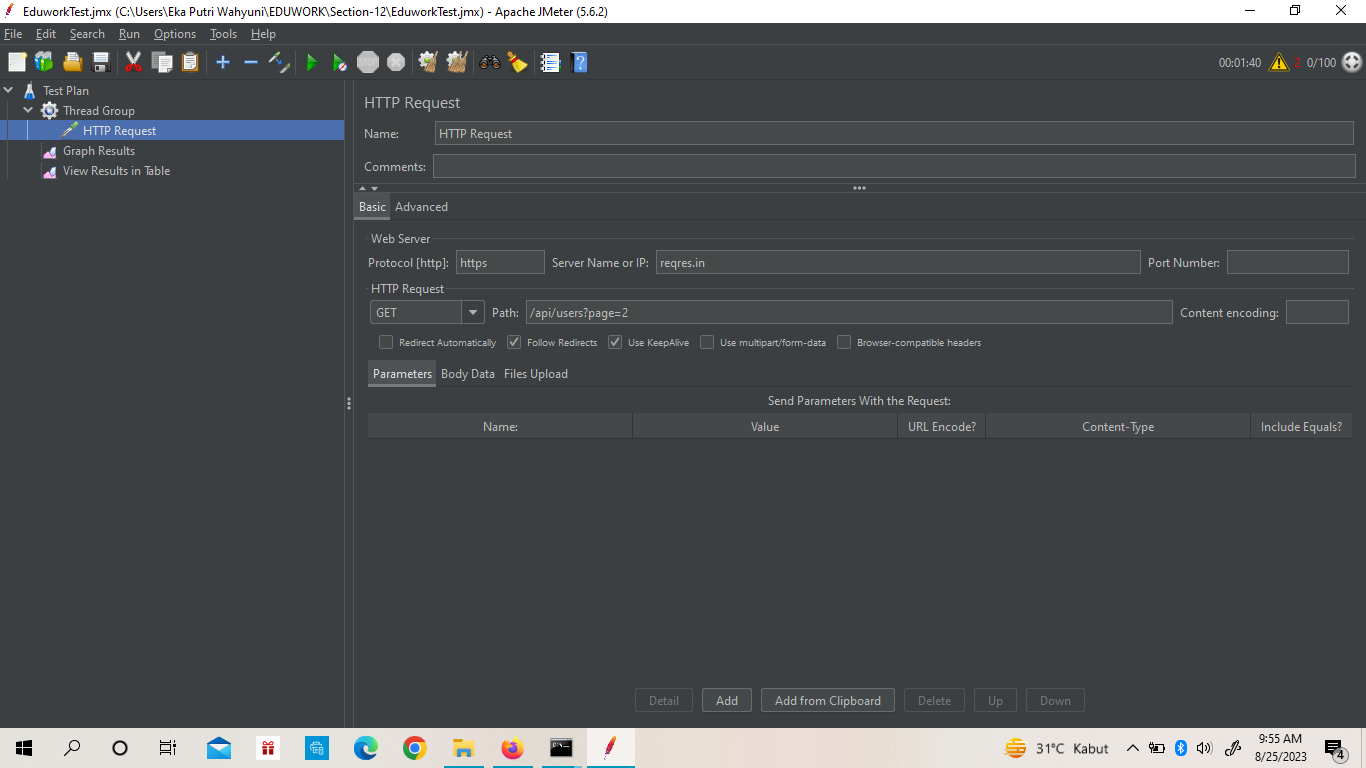 EduworkTest.jmx (C:\Users\Eka Putri Wahyuni\EDUWORK\Section-12\EduworkTest.jmx) - Apache JMeter (5.6.2)
File Edit Search Run Options Tools Help
STOP 00:01:40 2 0/100
Test Plan
Thread Group
HTTP Request
Graph Results
View Results in Table
HTTP Request
Name: HTTP Request
Comments:
Basic Advanced
Web Server
Protocol [http]: https Server Name or IP: reqres.in Port Number:
HTTP Request
GET Path: /api/users?page=2 Content encoding:
Redirect Automatically Follow Redirects Use KeepAlive Use multipart/form-data Browser-compatible headers
Parameters Body Data Files Upload
Send Parameters With the Request:
Name: Value URL Encode? Content-Type Include Equals?
Detail Add Add from Clipboard Delete Up Down
31°C Kabut 9:55 AM
8/25/2023 4